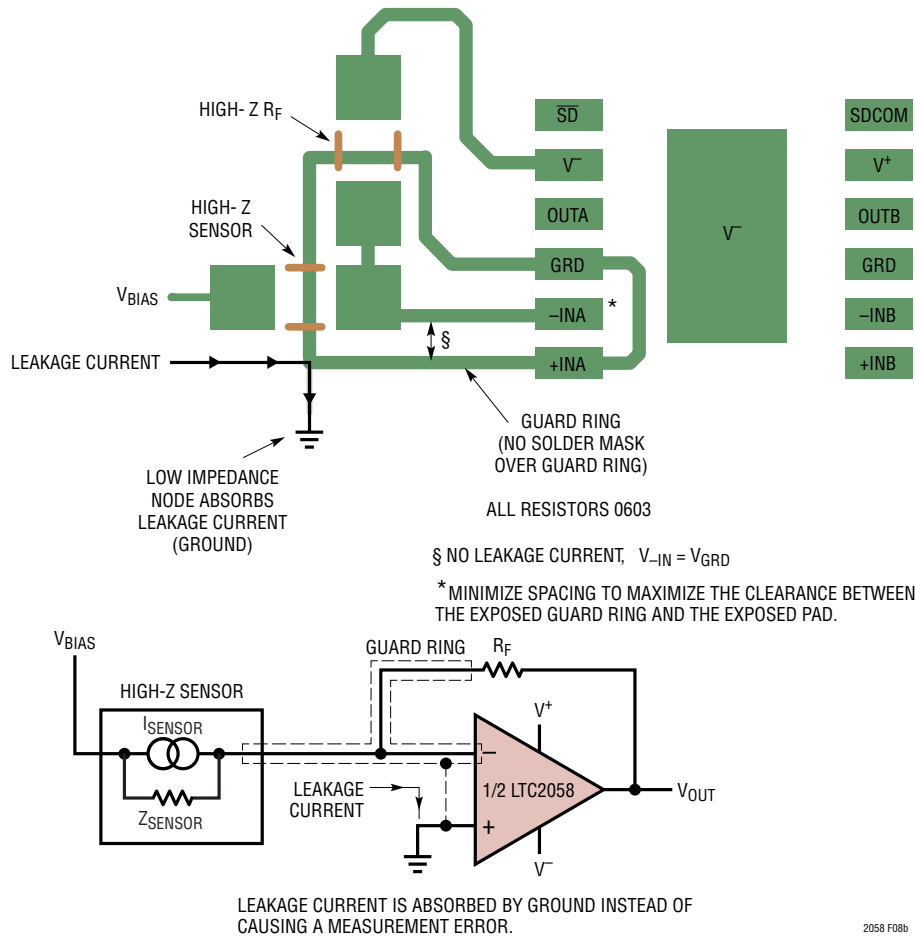 HIGH- Z RF
SD
SDCOM
V–
V+
HIGH- Z
SENSOR
OUTA
OUTB
V–
GRD
GRD
VBIAS
–INA
*
–INB
§
LEAKAGE CURRENT
+INA
+INB
GUARD RING
(NO SOLDER MASK
OVER GUARD RING)
LOW IMPEDANCE
NODE ABSORBS
LEAKAGE CURRENT
(GROUND)
ALL RESISTORS 0603
§ NO LEAKAGE CURRENT, V–IN = VGRD
*MINIMIZE SPACING TO MAXIMIZE THE CLEARANCE BETWEEN
THE EXPOSED GUARD RING AND THE EXPOSED PAD.
VBIAS
GUARD RING
RF
HIGH-Z SENSOR
ISENSOR
V+
–
1/2 LTC2058
VOUT
ZSENSOR
LEAKAGE
CURRENT
+
V–
LEAKAGE CURRENT IS ABSORBED BY GROUND INSTEAD OF
CAUSING A MEASUREMENT ERROR.
2058 F08b